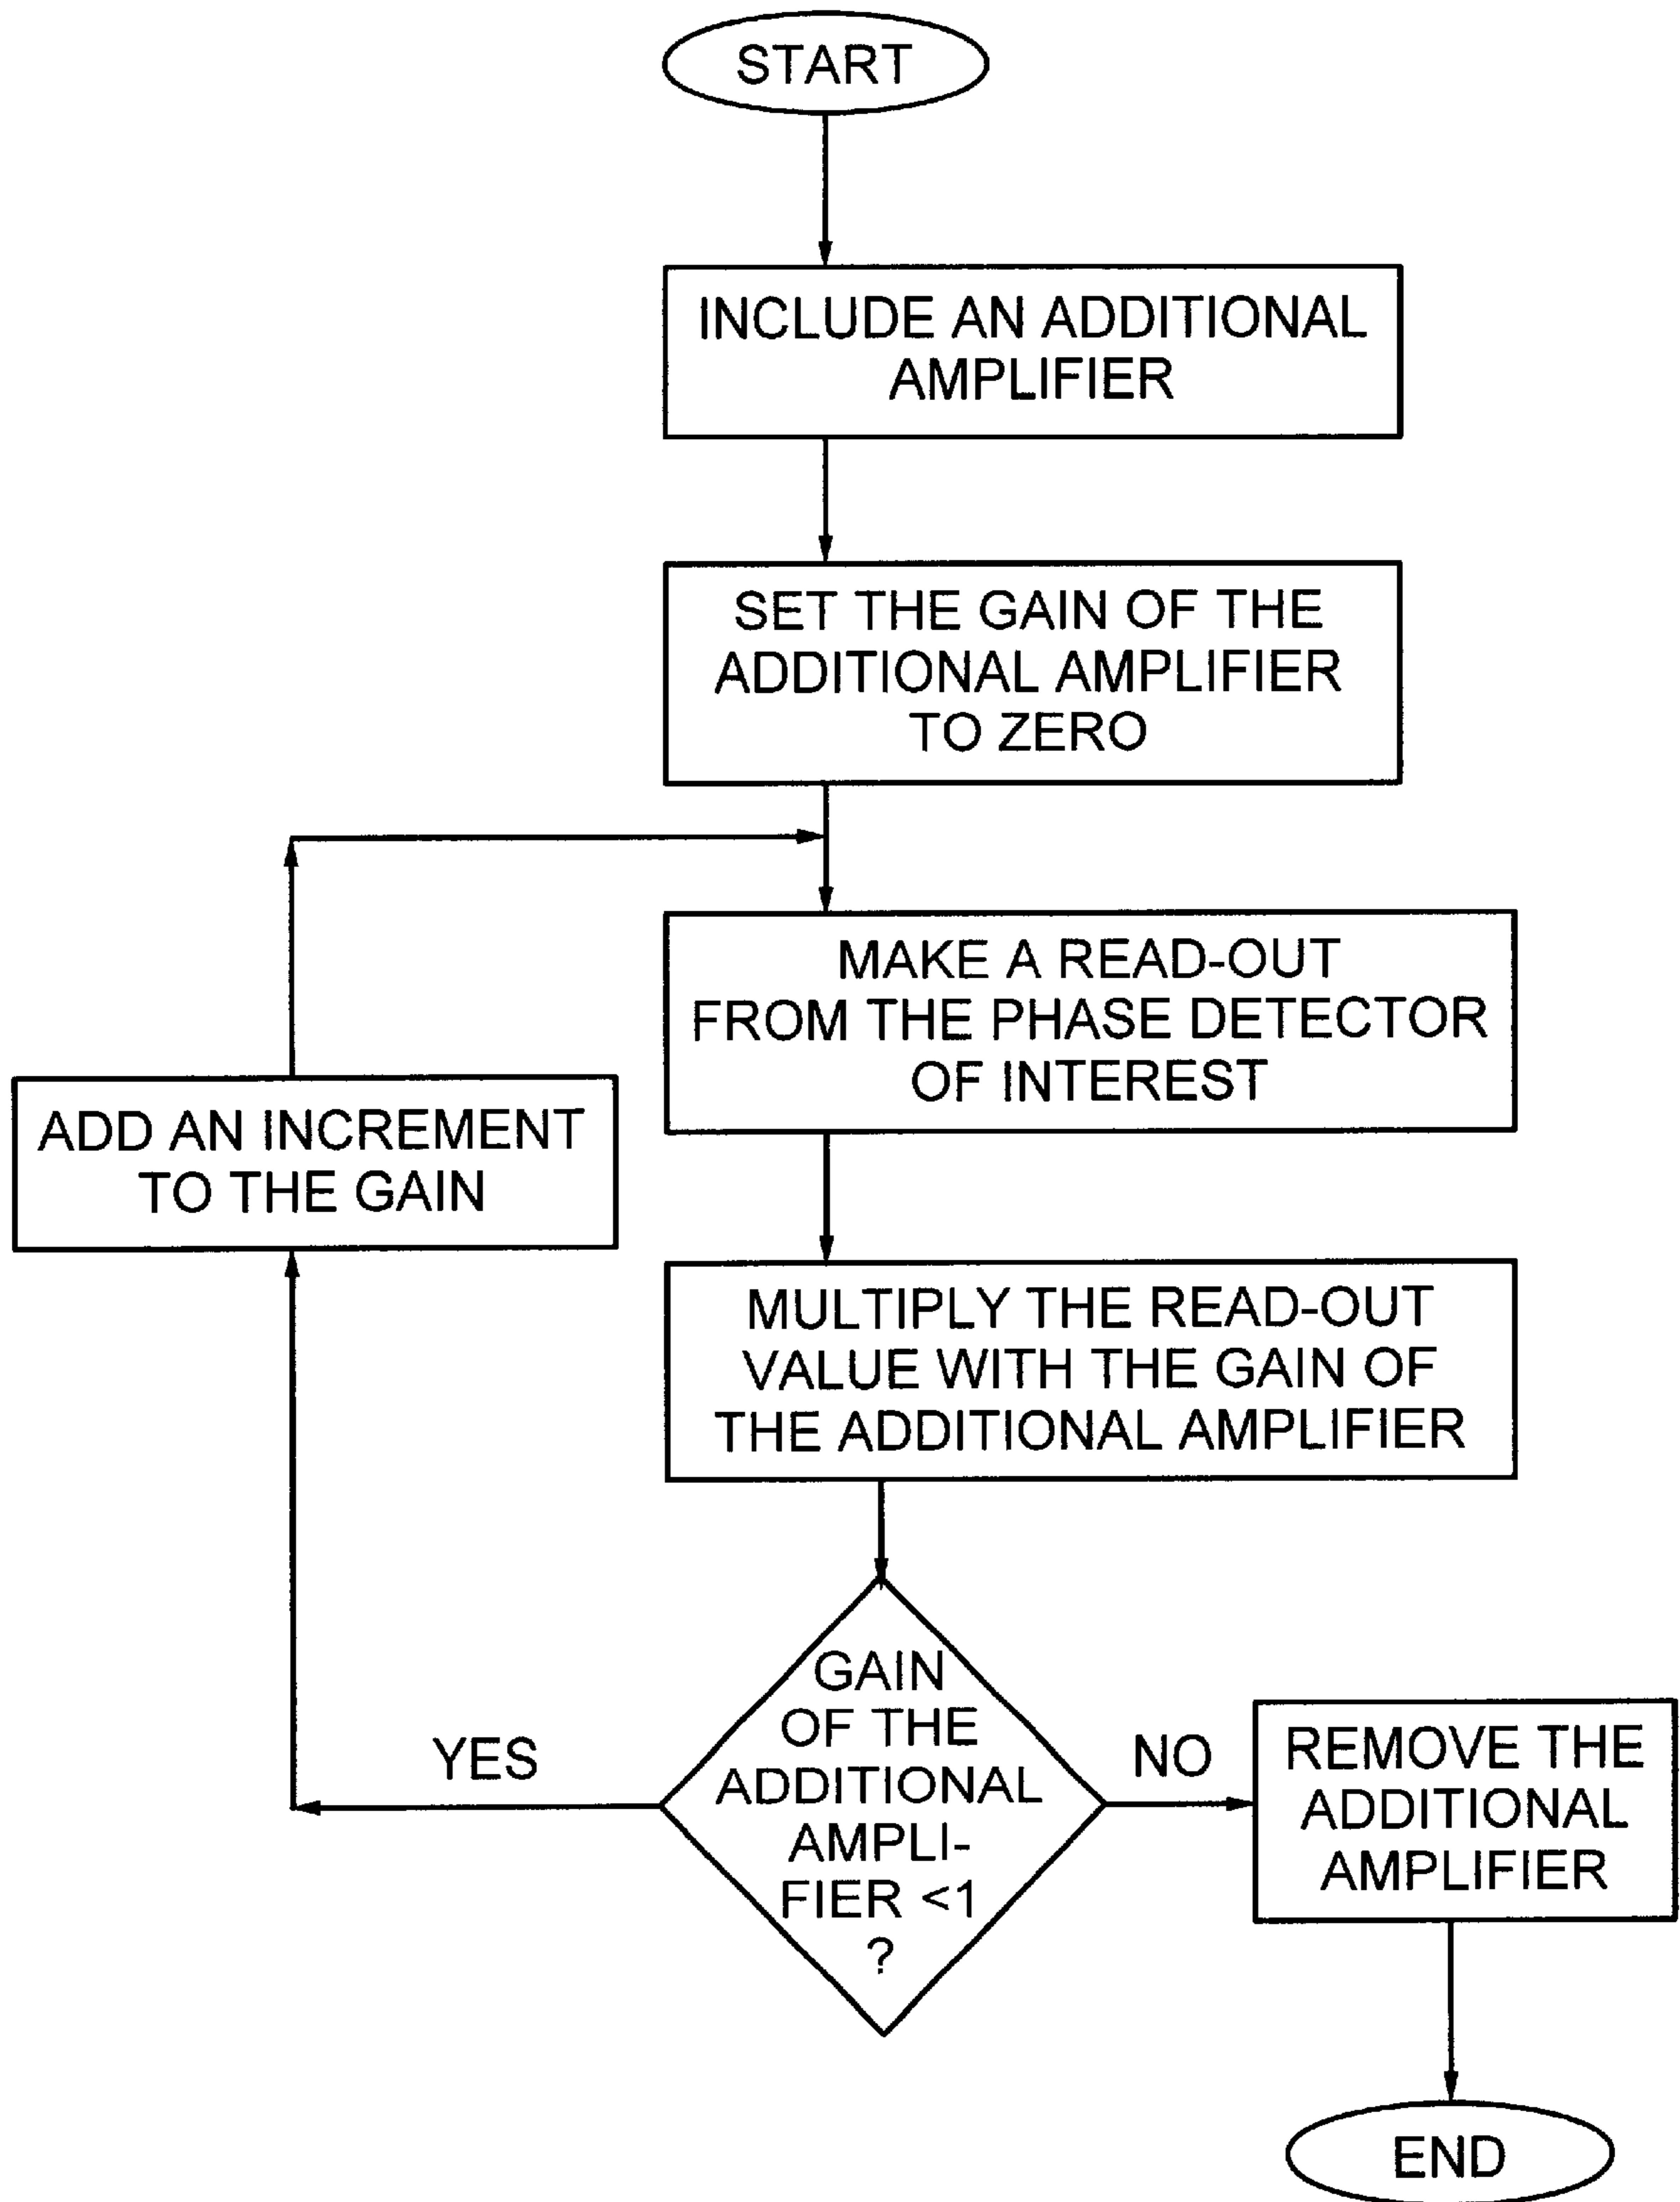 START
INCLUDE AN ADDITIONAL
AMPLIFIER
SET THE GAIN OF THE
ADDITIONAL AMPLIFIER
TO ZERO
MAKE A READ-OUT
FROM THE PHASE DETECTOR
OF INTEREST
ADD AN INCREMENT
TO THE GAIN
MULTIPLY THE READ-OUT
VALUE WITH THE GAIN OF
THE ADDITIONAL AMPLIFIER
GAIN
OF THE
ADDITIONAL
AMPLI-
FIER <1
?
YES
NO
REMOVE THE
ADDITIONAL
AMPLIFIER
END